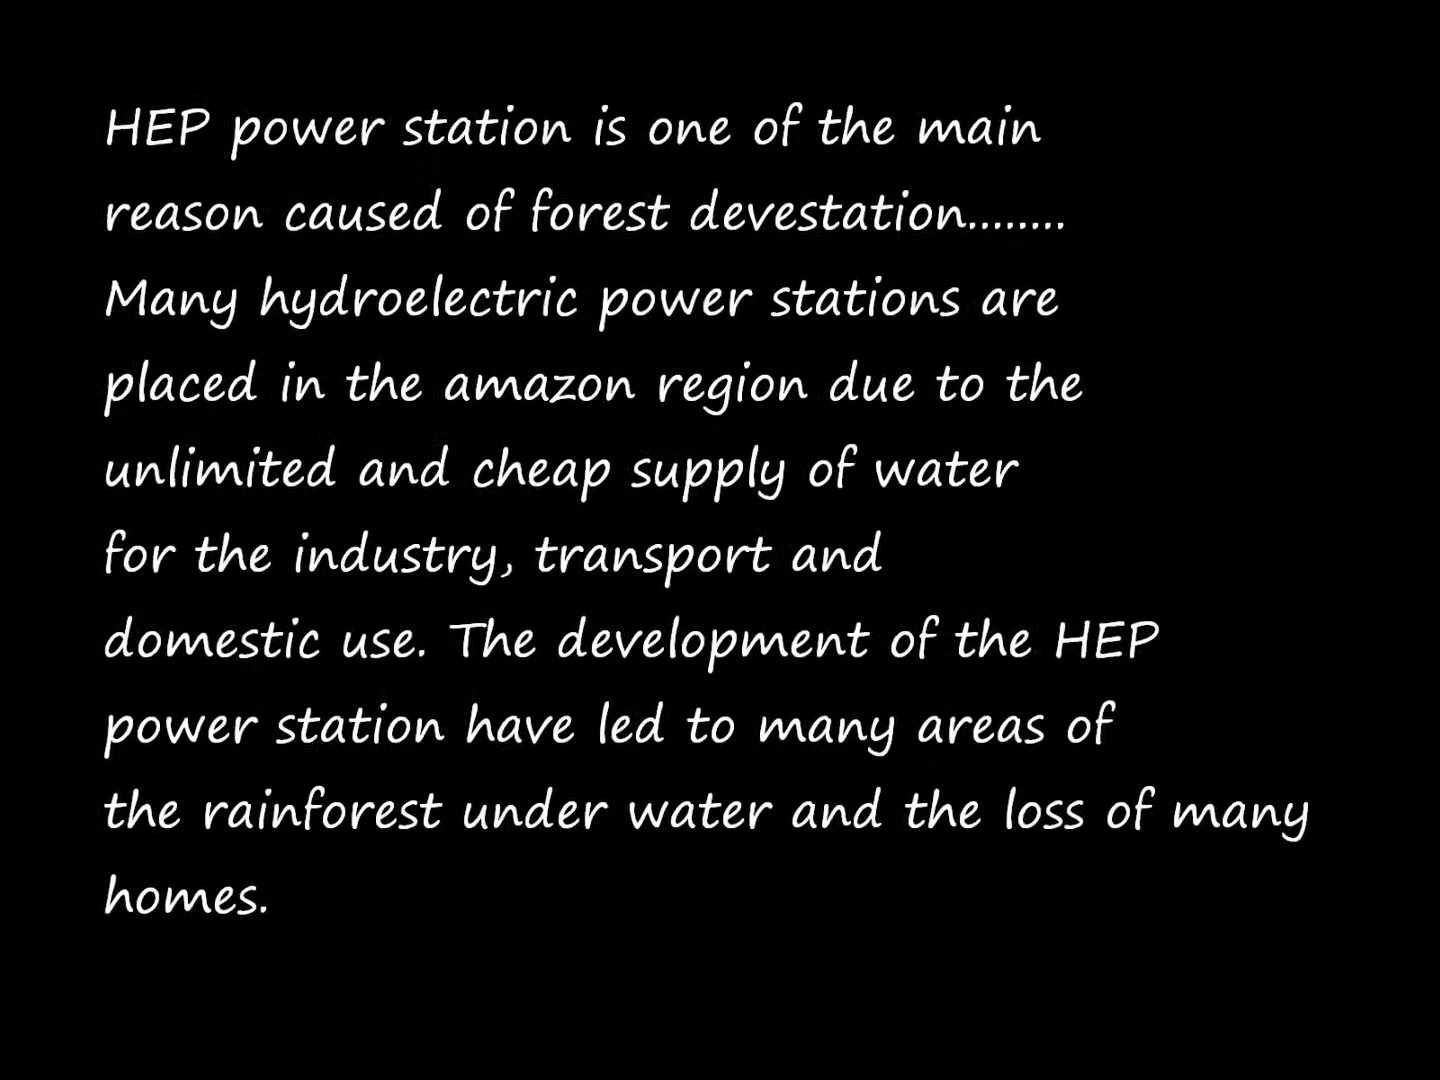 HEP power station is one of the main
reason caused of forest devestation........
Many hydroelectric power stations are
placed in the amazon region due to the
unlimited and cheap supply of water
for the industry, transport and
domestic use. The development of the HEP
power station have led to many areas of
the rainforest under water and the loss of many
homes.